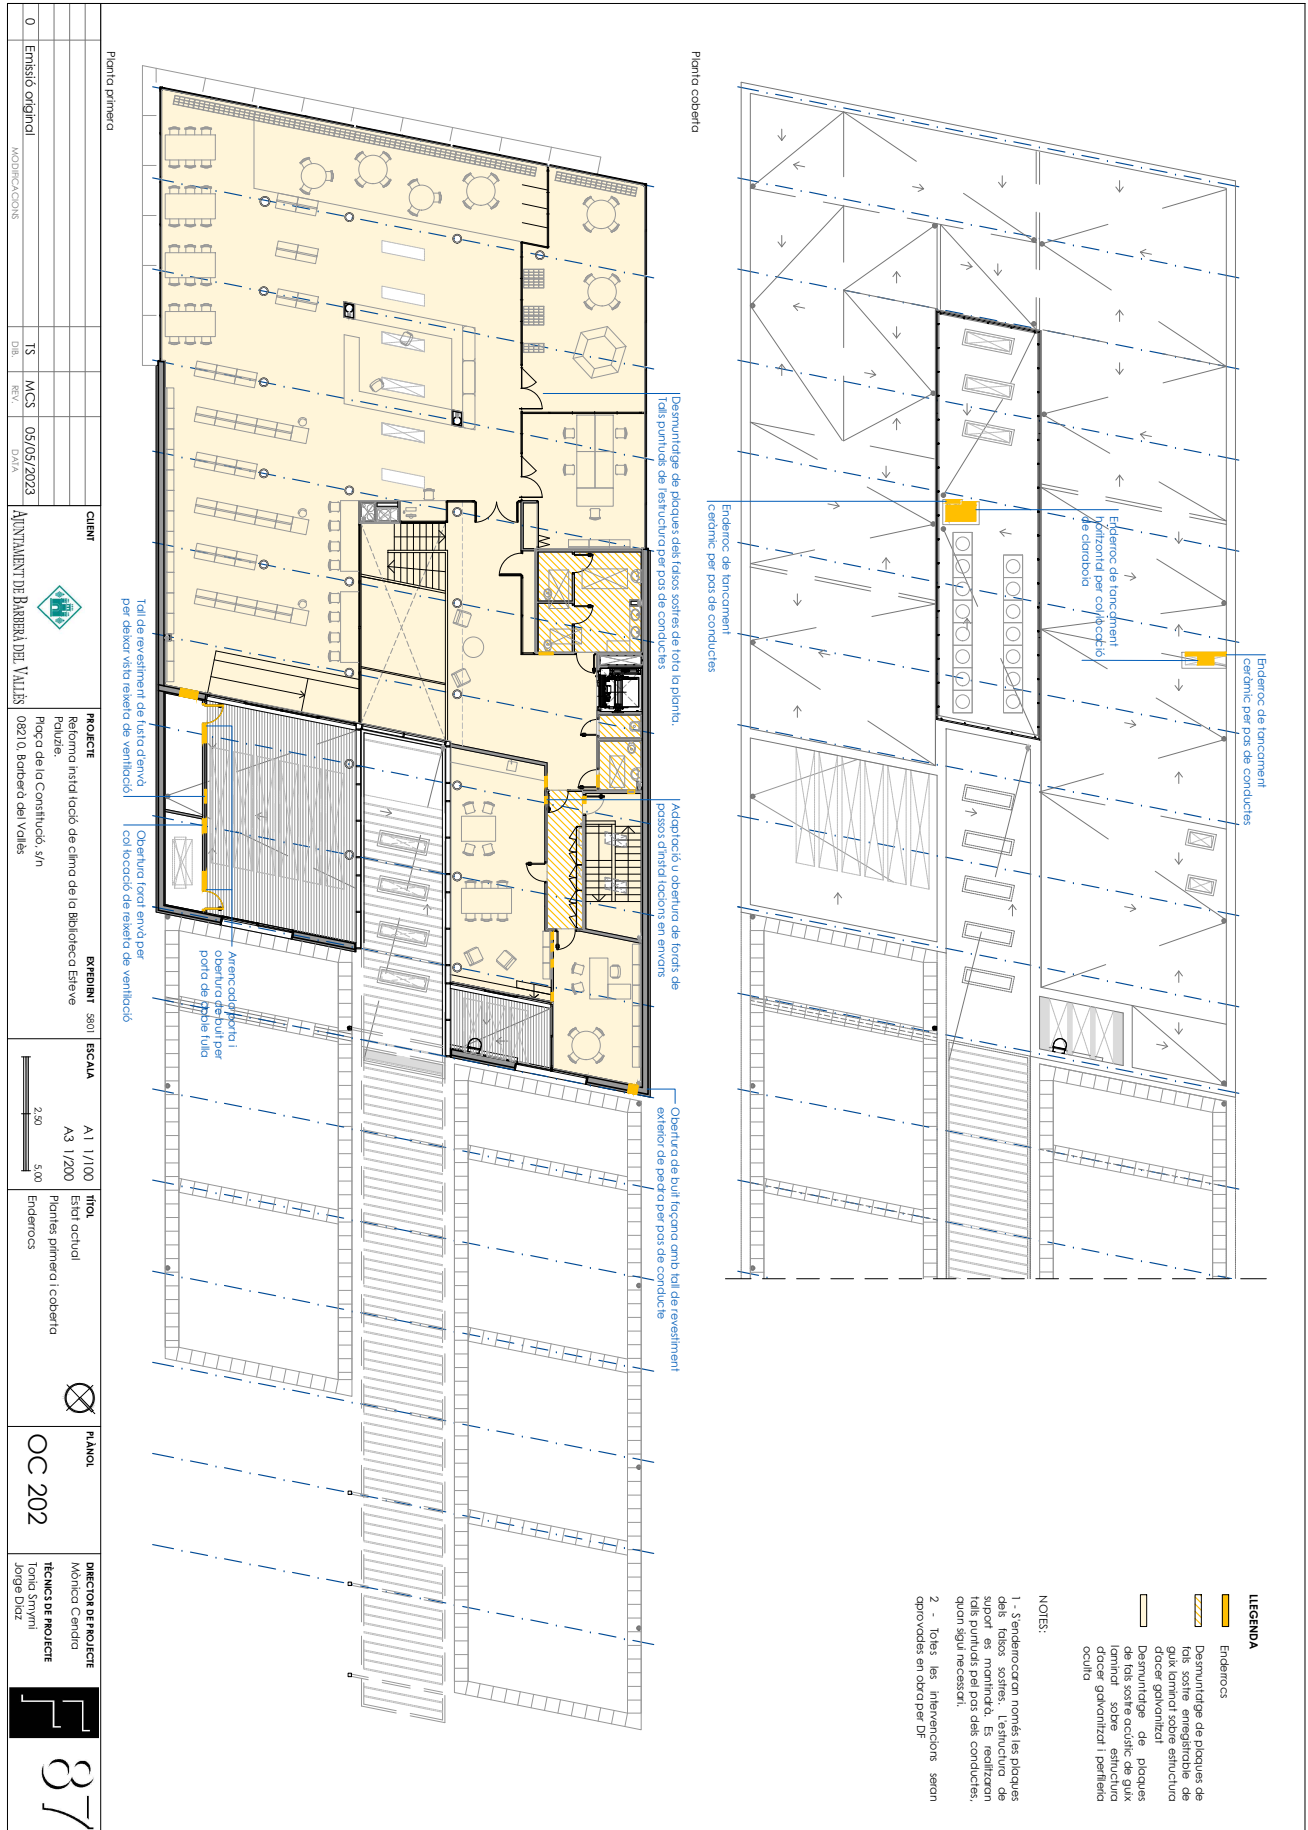 Planta coberta
Enderroc de tancament
ceràmic per pas de conductes
Enderroc de tancament
horitzontal per col·locació
de claraboia
Enderroc de tancament
ceràmic per pas de conductes
Planta primera
Desmuntatge de plaques dels falsos sostres de tota la planta.
Talls puntuals de l'estructura per pas de conductes
Adaptació u obertura de forats de
passos d'instal·lacions en envans
Obertura de buit façana amb tall de revestiment
exterior de pedra per pas de conducte
Tall de revestiment de fusta d'envà
per deixar vista reixeta de ventilació
Obertura forat envà per
col·locació de reixeta de ventilació
Arrencada porta i
obertura de buit per
porta de doble fulla
LLEGENDA
Enderrocs
Desmuntatge de plaques de
fals sostre enregistrable de
guix laminat sobre estructura
d'acer galvanitzat
Desmuntatge de plaques
de fals sostre acústic de guix
laminat sobre estructura
d'acer galvanitzat i perfileria
oculta
NOTES:
1 - S'enderrocaran només les plaques
dels falsos sostres. L'estructura de
suport es mantindrà. Es realitzaran
talls puntuals pel pas dels conductes,
quan sigui necessari.
2 - Totes les intervencions seran
aprovades en obra per DF
0 Emissió original TS MCS 05/05/2023
MODIFICACIONS DIB. REV. DATA
CLIENT
AJUNTAMENT DE BARBERÀ DEL VALLÈS
PROJECTE
Reforma instal·lació de clima de la Biblioteca Esteve
Paluzie.
Plaça de la Constitució, s/n
08210, Barberà del Vallès
EXPEDIENT 5801
ESCALA
A1 1/100
A3 1/200
2,50 5,00
TÍTOL
Estat actual
Plantes primera i coberta
Enderrocs
PLÀNOL
OC 202
DIRECTOR DE PROJECTE
Mònica Cendra
TÈCNICS DE PROJECTE
Tonia Smyrni
Jorge Díaz
87